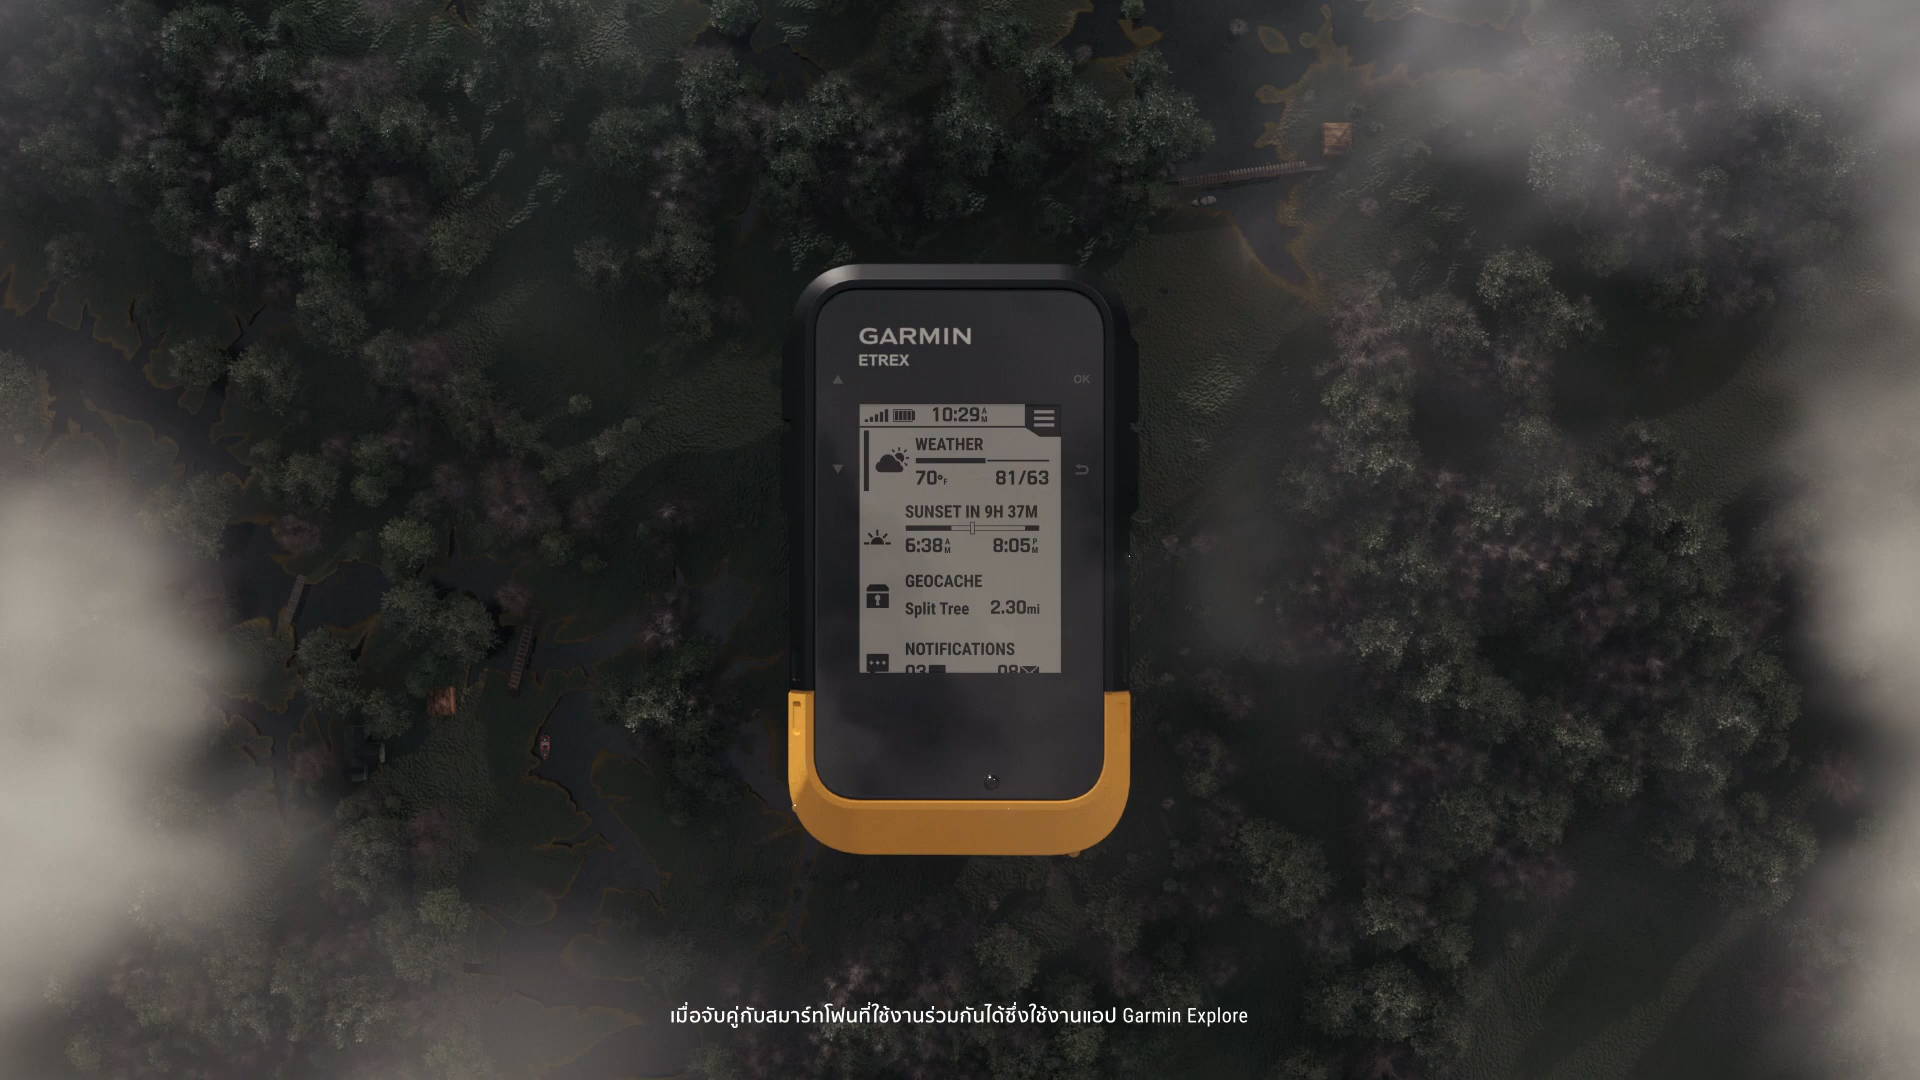 GARMIN
ETREX
OK
10:29AM
WEATHER
70°F 81/63
SUNSET IN 9H 37M
6:38AM 8:05PM
GEOCACHE
Split Tree 2.30mi
NOTIFICATIONS
03 08
เมื่อจับคู่กับสมาร์ทโฟนที่ใช้งานร่วมกันได้ซึ่งใช้งานแอป Garmin Explore